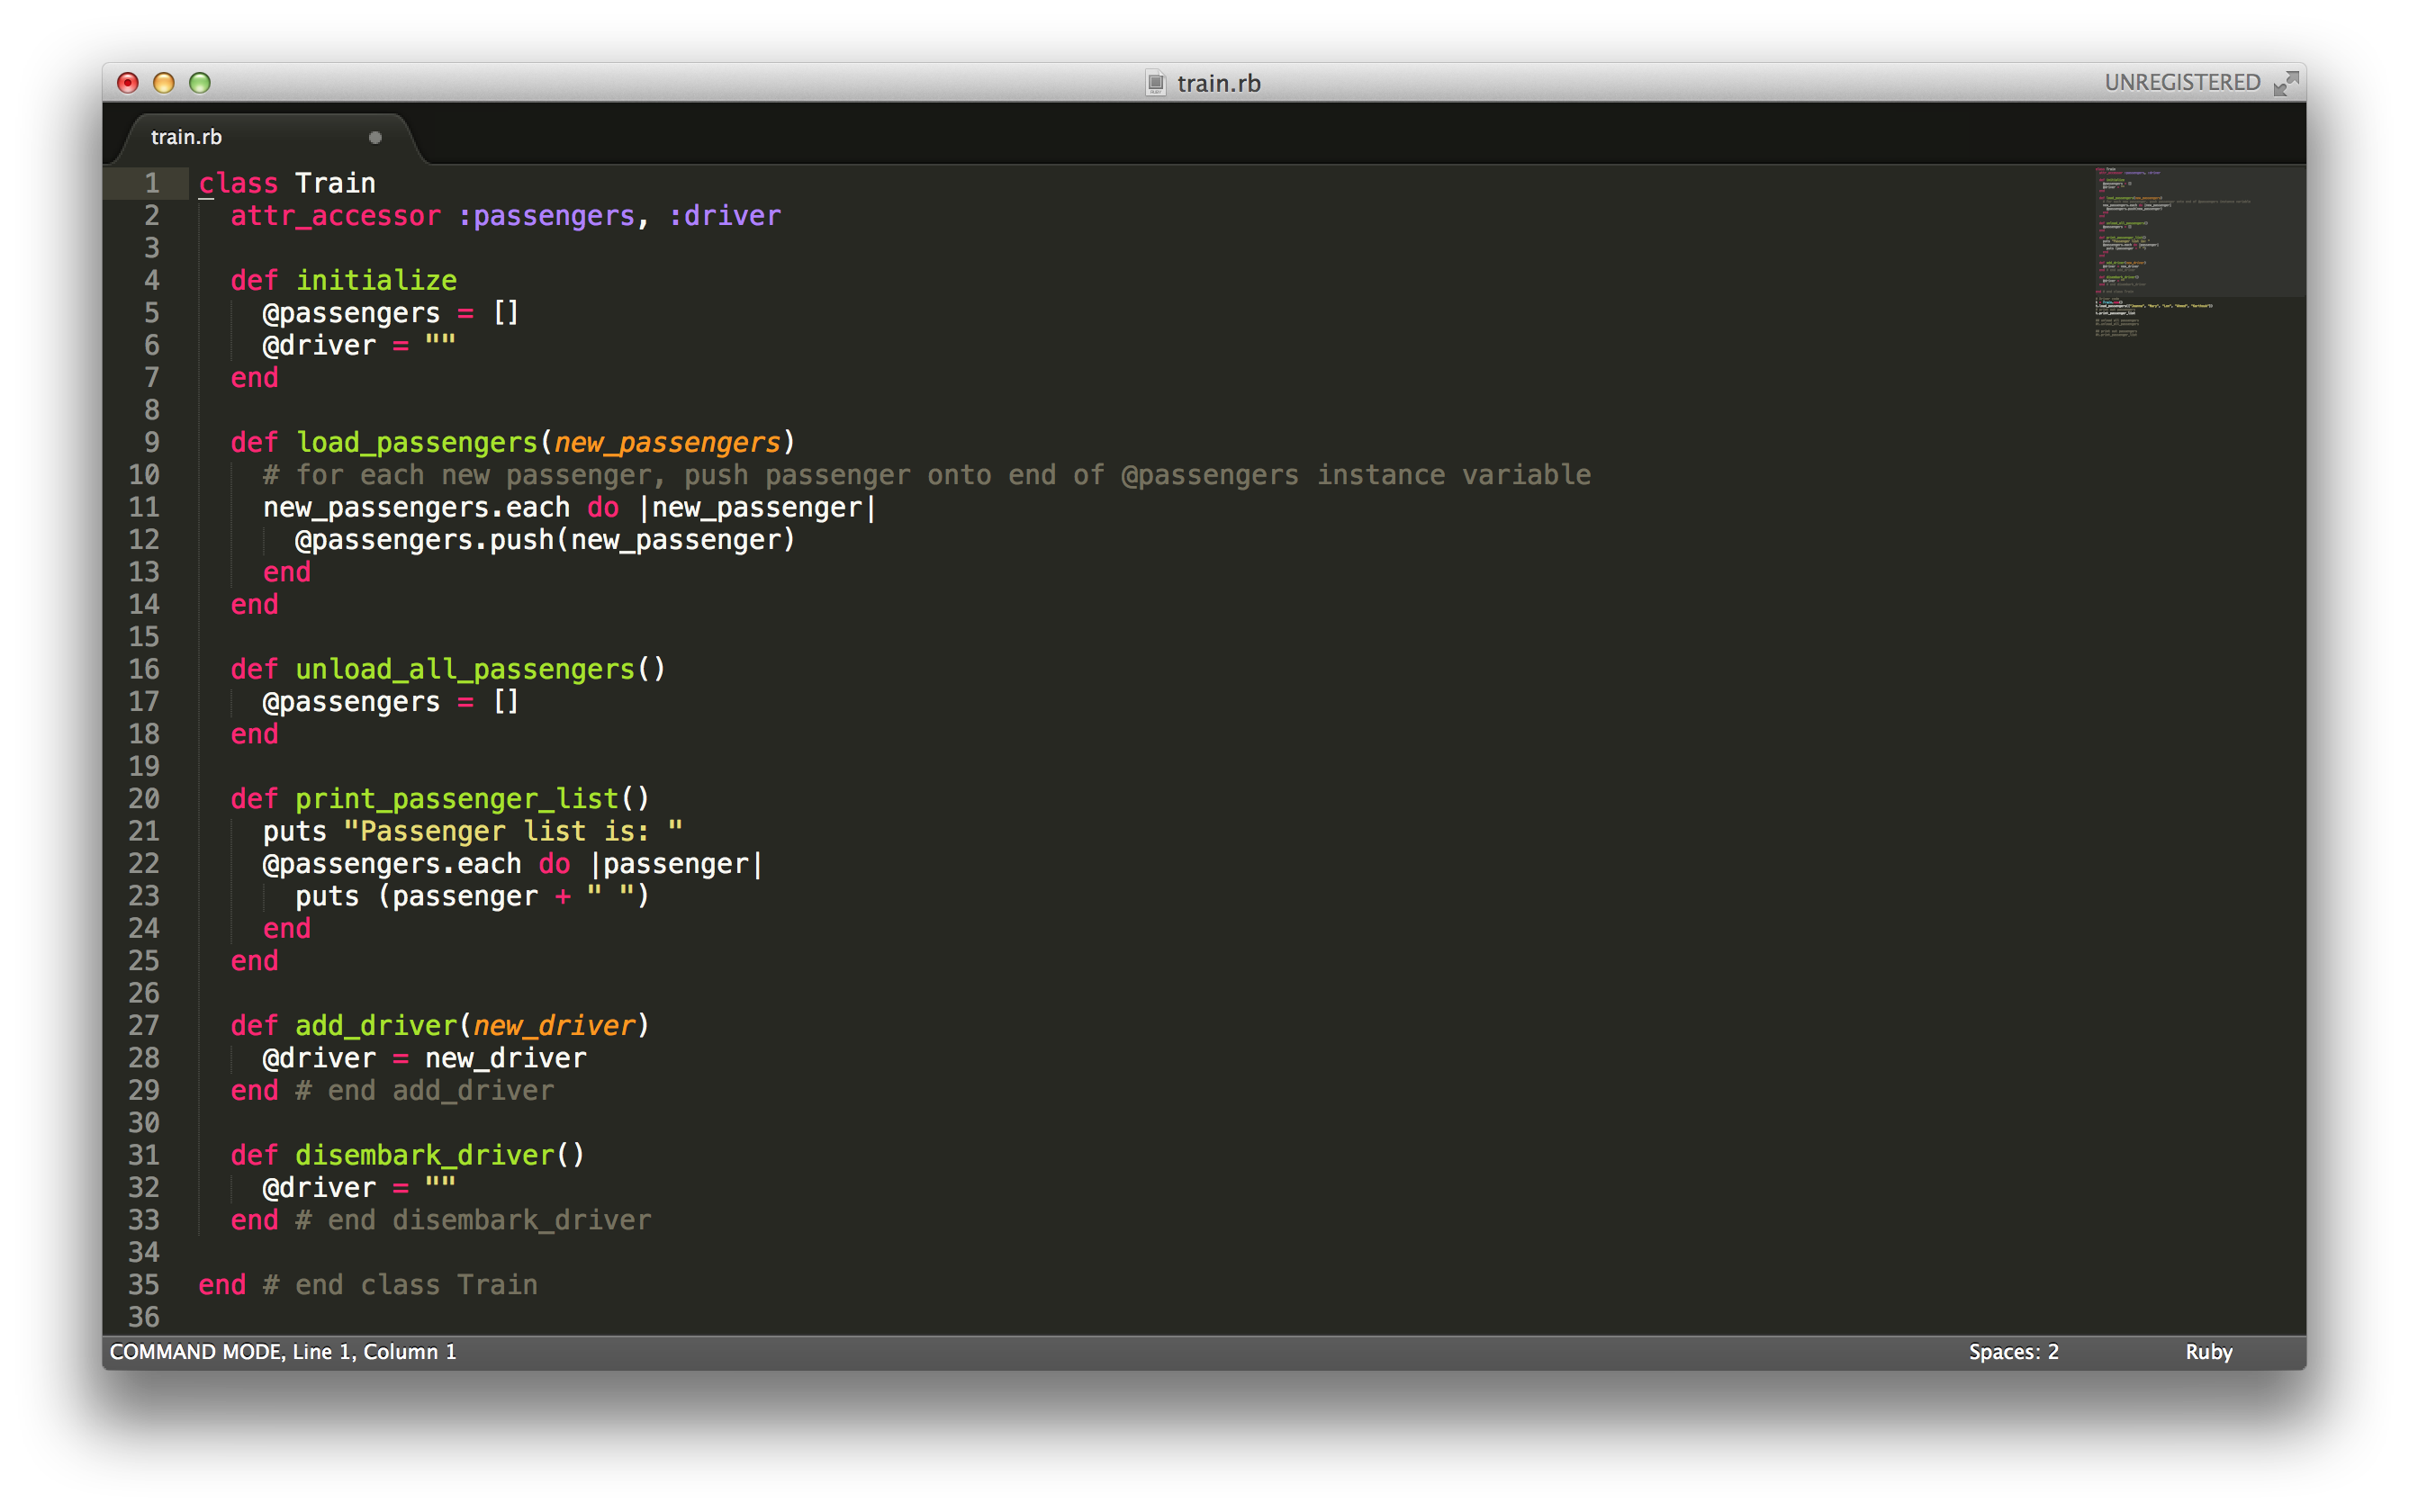 train.rb
UNREGISTERED
train.rb
1 class Train
2   attr_accessor :passengers, :driver
3
4   def initialize
5     @passengers = []
6     @driver = ""
7   end
8
9   def load_passengers(new_passengers)
10     # for each new passenger, push passenger onto end of @passengers instance variable
11     new_passengers.each do |new_passenger|
12       @passengers.push(new_passenger)
13     end
14   end
15
16   def unload_all_passengers()
17     @passengers = []
18   end
19
20   def print_passenger_list()
21     puts "Passenger list is: "
22     @passengers.each do |passenger|
23       puts (passenger + " ")
24     end
25   end
26
27   def add_driver(new_driver)
28     @driver = new_driver
29   end # end add_driver
30
31   def disembark_driver()
32     @driver = ""
33   end # end disembark_driver
34
35 end # end class Train
36
COMMAND MODE, Line 1, Column 1
Spaces: 2
Ruby